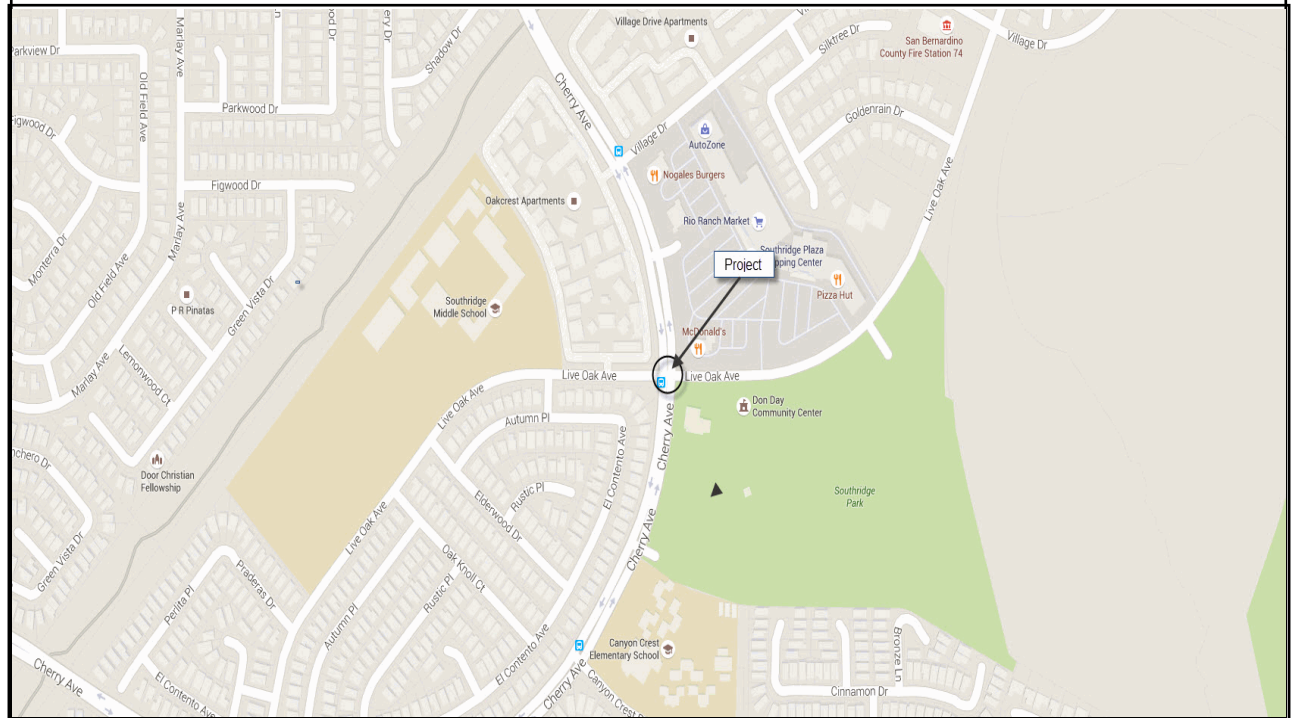 Village Drive Apartments
San Bernardino
County Fire Station 74
Silktree Dr
Village Dr
Parkview Dr
Marlay Ave
Shadow Dr
Cherry Ave
Old Field Ave
Parkwood Dr
Goldenrain Dr
AutoZone
Village Dr
Figwood Dr
Nogales Burgers
Live Oak Ave
Figwood Dr
Oakcrest Apartments
Rio Ranch Market
Marlay Ave
Monterra Dr
Southridge Plaza
pping Center
Project
Old Field Ave
Green Vista Dr
Pizza Hut
P R Pinatas
Southridge
Middle School
McDonald's
Marlay Ave
Lemonwood Ct
Live Oak Ave
Live Oak Ave
Live Oak Ave
Don Day
Community Center
Autumn Pl
Cherry Ave
El Contento Ave
Door Christian
Fellowship
Rustic Pl
Elderwood Dr
Southridge
Park
Live Oak Ave
Cherry Ave
Green Vista Dr
Praderas Dr
Oak Knoll Ct
Perlita Pl
Rustic Pl
Autumn Pl
Canyon Crest
Elementary School
Bronze Ln
El Contento Ave
Cherry Ave
El Contento Ave
Cherry Ave
Canyon Crest
Cinnamon Dr